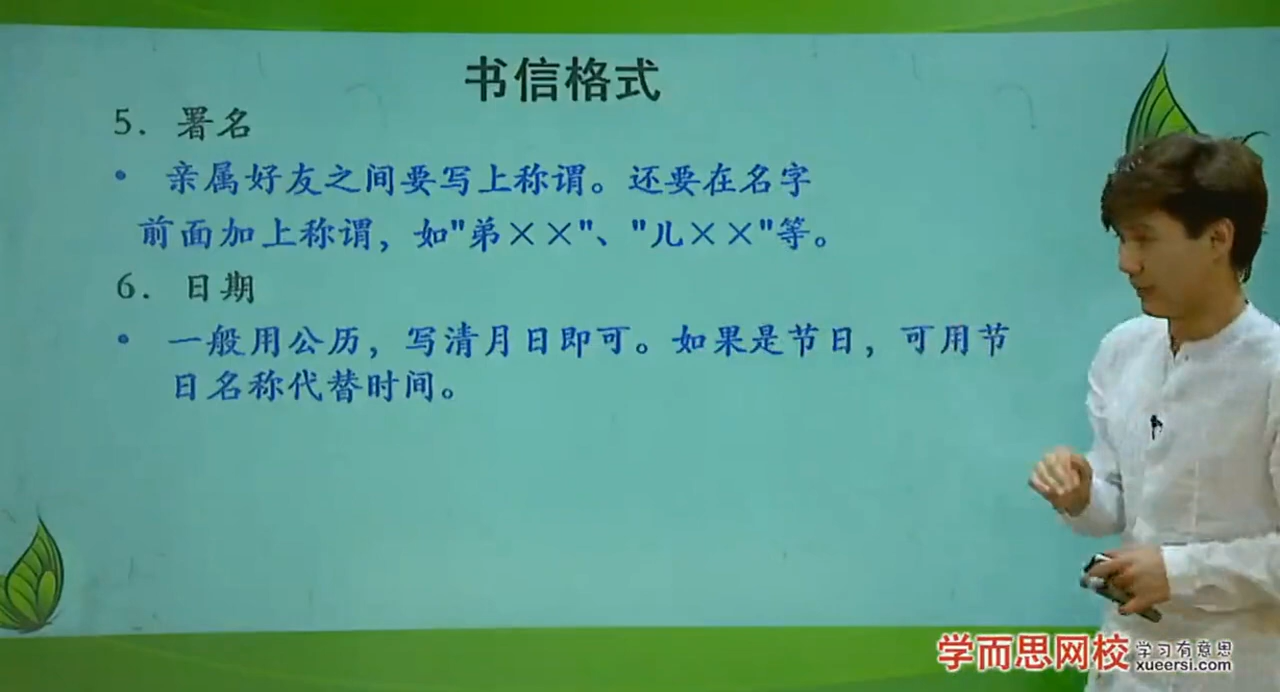 书信格式
5. 署名
• 亲属好友之间要写上称谓。还要在名字
前面加上称谓，如"弟××"、"儿××"等。
6. 日期
• 一般用公历，写清月日即可。如果是节日，可用节
日名称代替时间。
学而思网校 学习有意思
xueersi.com